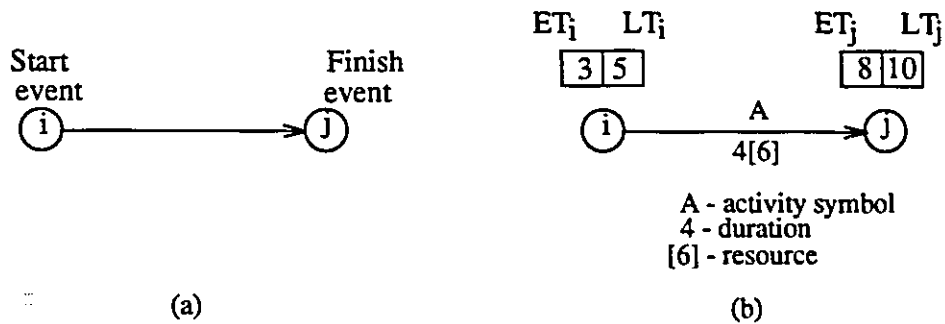 Start
event
i
Finish
event
j
(a)
ETi LTi
3 5
ETj LTj
8 10
i
A
4[6]
j
A - activity symbol
4 - duration
[6] - resource
(b)